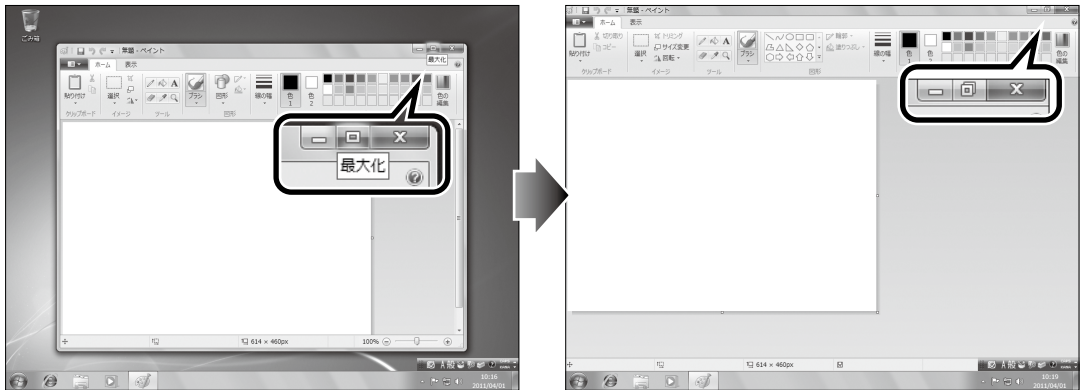 ごみ箱
無題 - ペイント
最大化
ホーム 表示
貼り付け 選択 A ブラシ 図形 線の幅 色 1 色 2 色の編集
クリップボード イメージ ツール 図形 色
最大化
614 × 460px 100%
A 般
10:16
2011/04/01
無題 - ペイント
ホーム 表示
貼り付け 切り取り コピー 選択 トリミング サイズ変更 回転 A ブラシ 輪郭 塗りつぶし 線の幅 色 1 色 2 色の編集
クリップボード イメージ ツール 図形
614 × 460px
A 般
10:19
2011/04/01